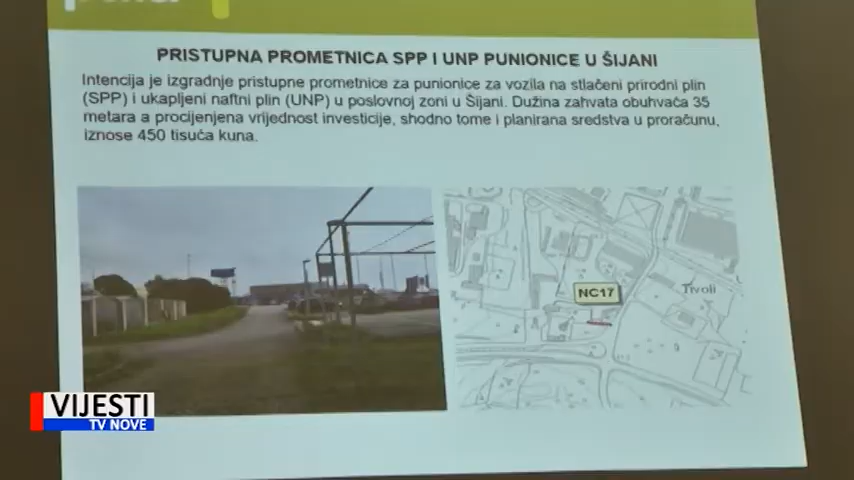 PRISTUPNA PROMETNICA SPP I UNP PUNIONICE U ŠIJANI
Intencija je izgradnje pristupne prometnice za punionice za vozila na stlačeni prirodni plin
(SPP) i ukapljeni naftni plin (UNP) u poslovnoj zoni u Šijani. Dužina zahvata obuhvaća 35
metara a procijenjena vrijednost investicije, shodno tome i planirana sredstva u proračunu,
iznose 450 tisuća kuna.
NC17
Tivoli
VIJESTI
TV NOVE